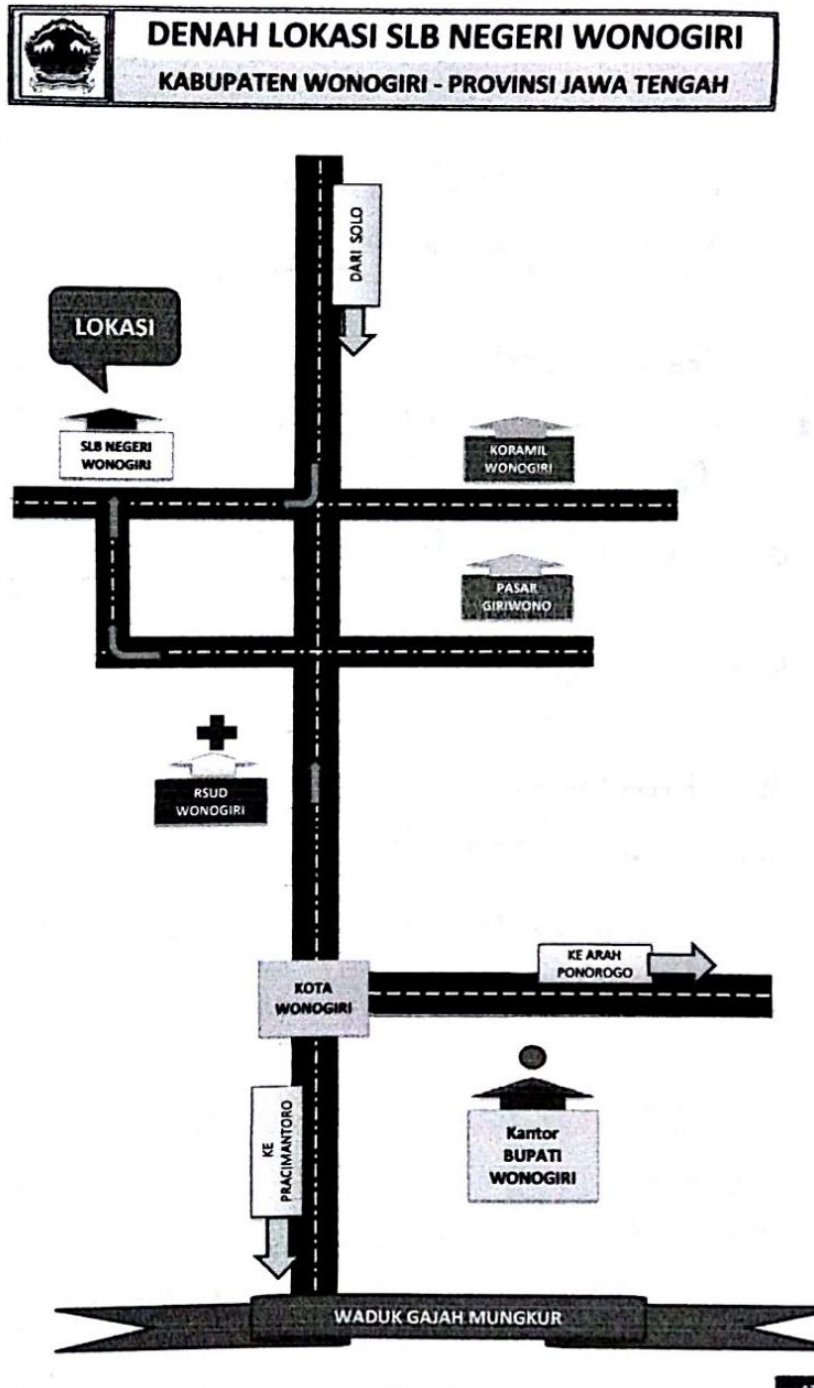 DENAH LOKASI SLB NEGERI WONOGIRI
KABUPATEN WONOGIRI - PROVINSI JAWA TENGAH
DARI SOLO
LOKASI
SLB NEGERI
WONOGIRI
KORAMIL
WONOGIRI
PASAR
GIRIWONO
RSUD
WONOGIRI
KE ARAH
PONOROGO
KOTA
WONOGIRI
KE
PRACIMANTORO
Kantor
BUPATI
WONOGIRI
WADUK GAJAH MUNGKUR